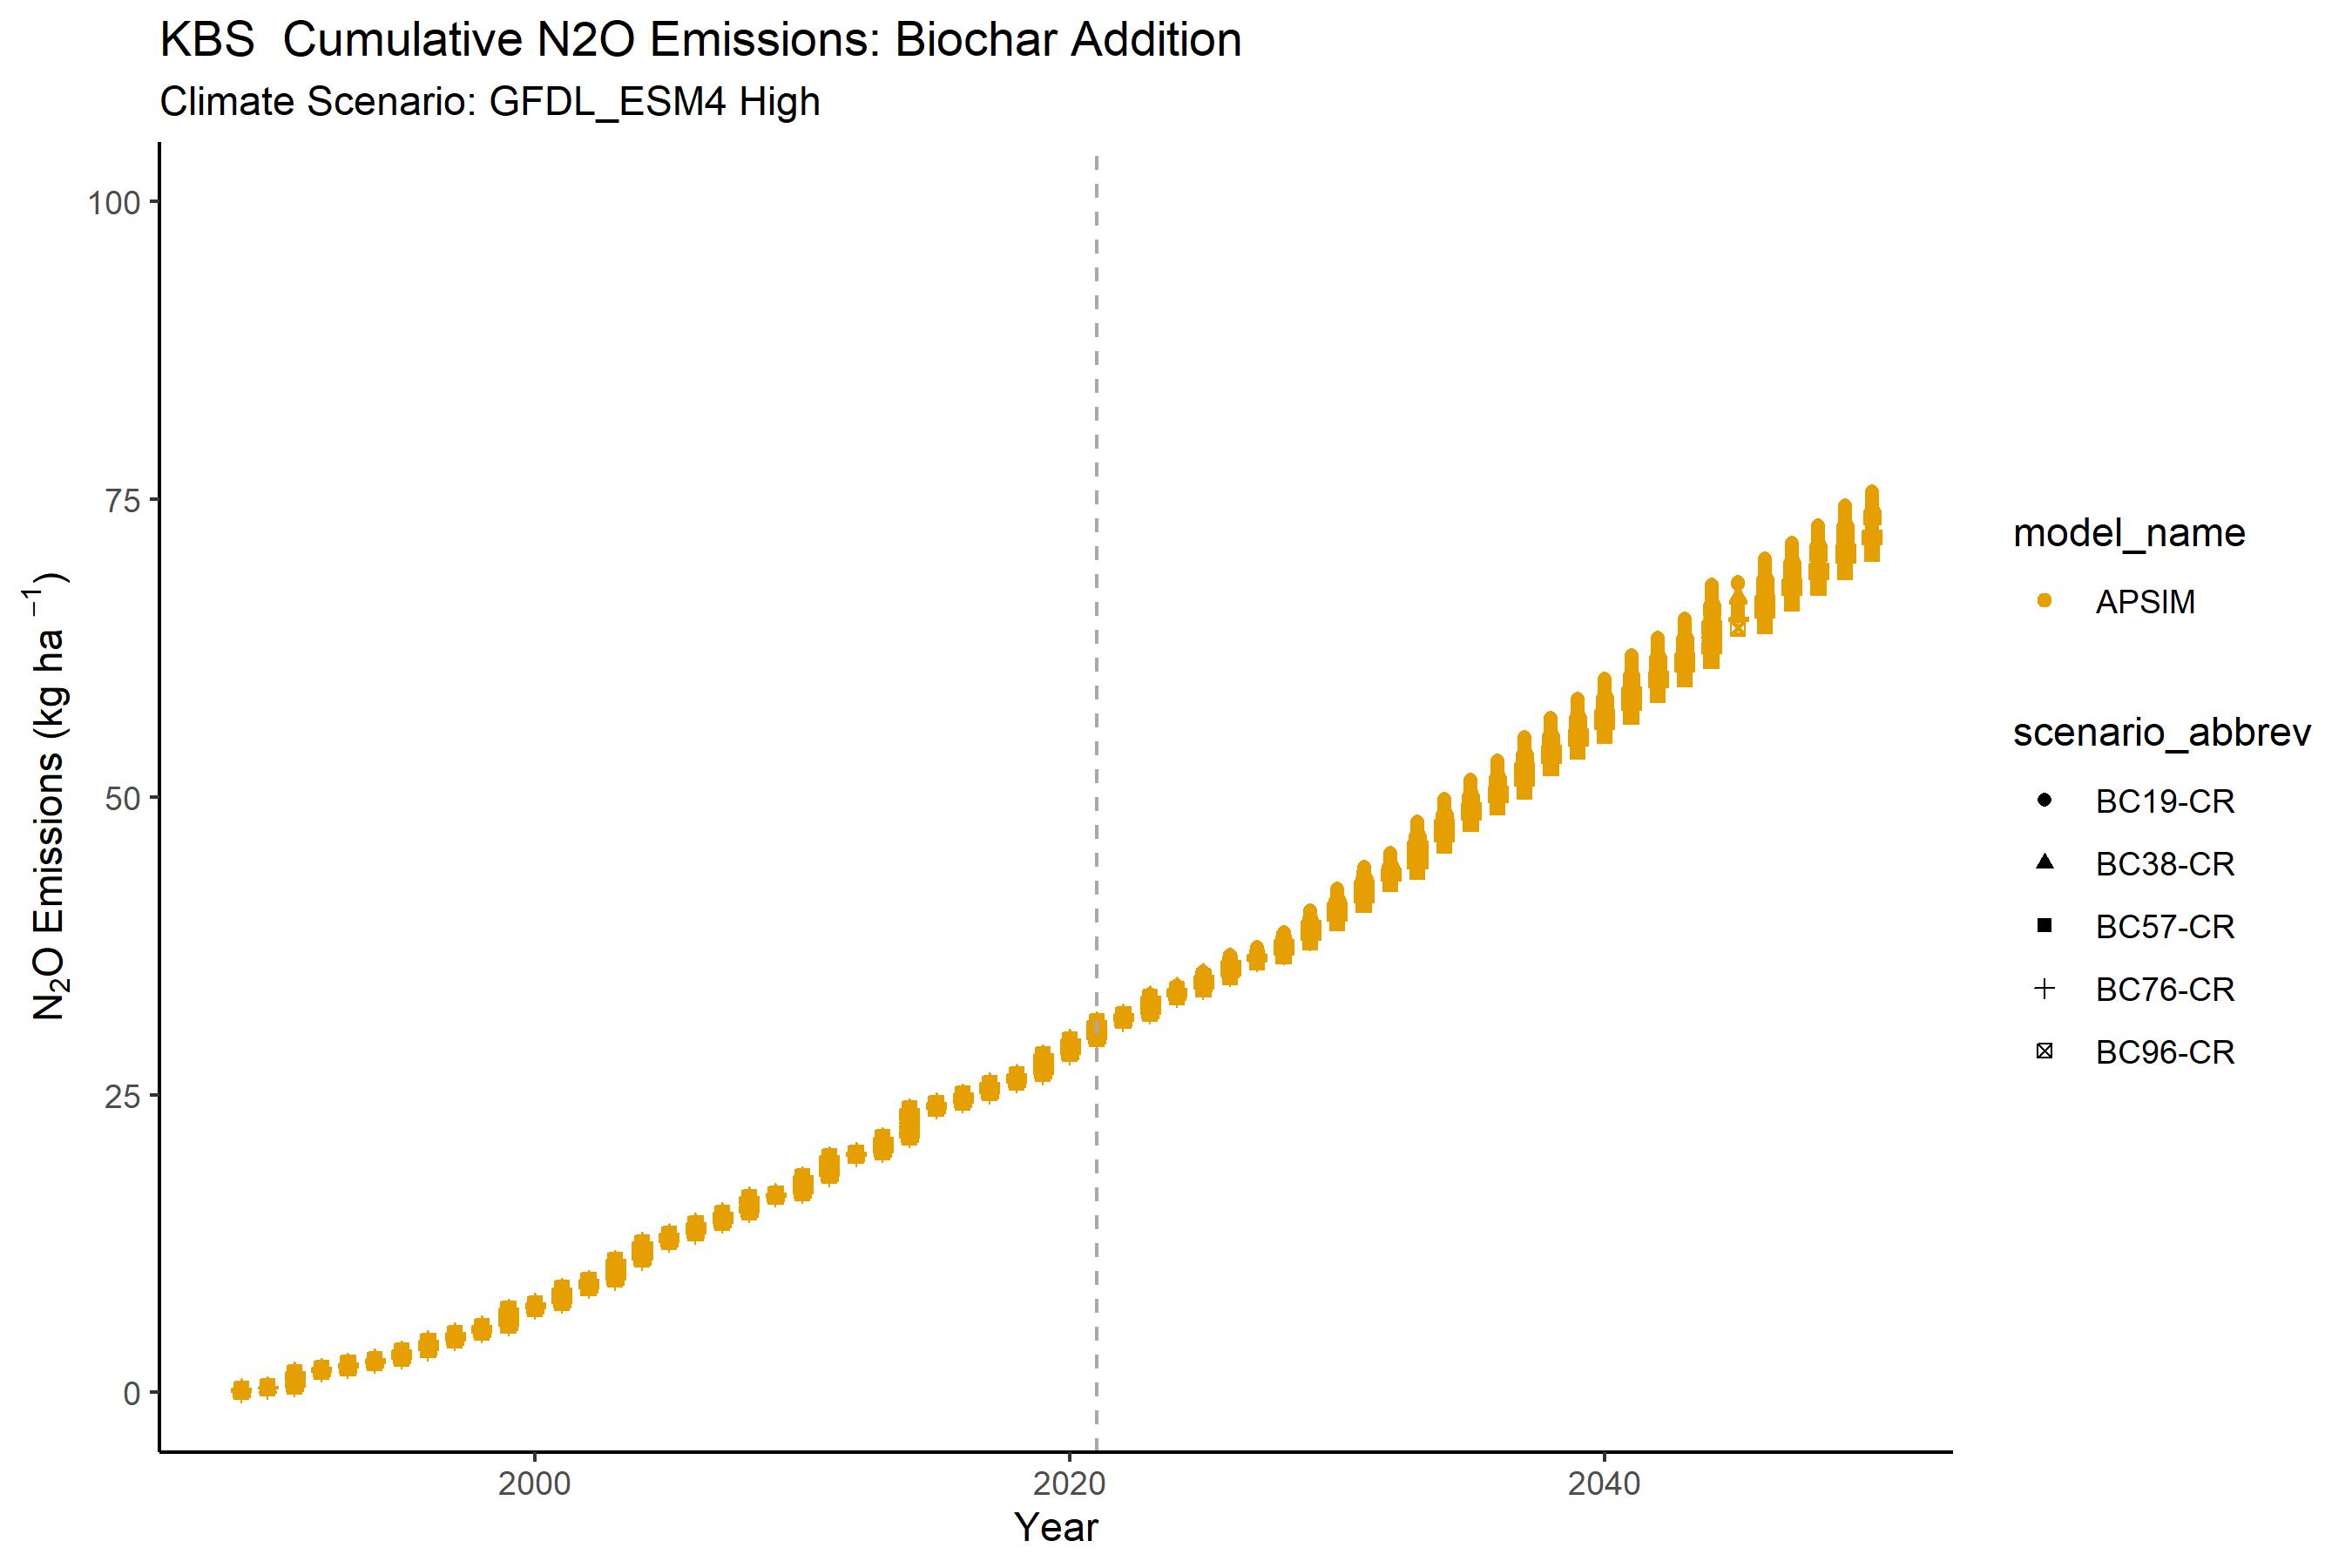 KBS  Cumulative N2O Emissions: Biochar Addition
Climate Scenario: GFDL_ESM4 High
N₂O Emissions (kg ha ⁻¹)
100
75
50
25
0
2000
2020
2040
Year
model_name
APSIM
scenario_abbrev
BC19-CR
BC38-CR
BC57-CR
BC76-CR
BC96-CR